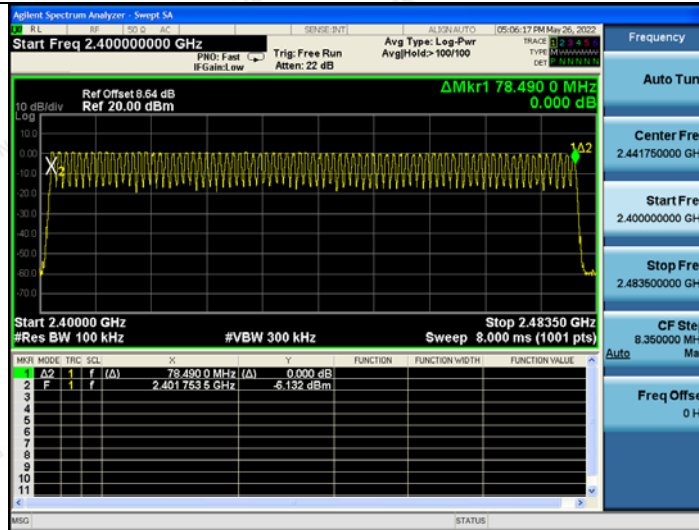 Agilent Spectrum Analyzer - Swept SA
RL RF 50 Ω AC SENSE:INT ALIGN AUTO 05:06:17 PM May 26, 2022
Start Freq 2.400000000 GHz
PNO: Fast
IFGain:Low
Trig: Free Run
Atten: 22 dB
Avg Type: Log-Pwr
Avg|Hold:> 100/100
TRACE 1 2 3 4 5 6
TYPE M
DET P N N N N N
Ref Offset 8.64 dB
Ref 20.00 dBm
10 dB/div
Log
ΔMkr1 78.490 0 MHz
0.000 dB
10.0
0.00
-10.0
-20.0
-30.0
-40.0
-50.0
-60.0
-70.0
X2
1Δ2
Start 2.40000 GHz
Stop 2.48350 GHz
#Res BW 100 kHz
#VBW 300 kHz
Sweep 8.000 ms (1001 pts)
MKR MODE TRC SCL X Y FUNCTION FUNCTION WIDTH FUNCTION VALUE
1 Δ2 1 f (Δ) 78.490 0 MHz (Δ) 0.000 dB
2 F 1 f 2.401 753 5 GHz -6.132 dBm
3
4
5
6
7
8
9
10
11
MSG
STATUS
Frequency
Auto Tun
Center Fre
2.441750000 GH
Start Fre
2.400000000 GH
Stop Fre
2.483500000 GH
CF Ste
8.350000 MH
Auto Ma
Freq Offse
0 H